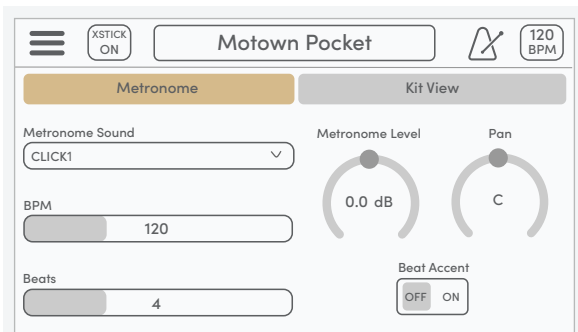 XSTICK
ON
Motown Pocket
120
BPM
Metronome
Kit View
Metronome Sound
CLICK1
BPM
120
Beats
4
Metronome Level
0.0 dB
Pan
C
Beat Accent
OFF ON